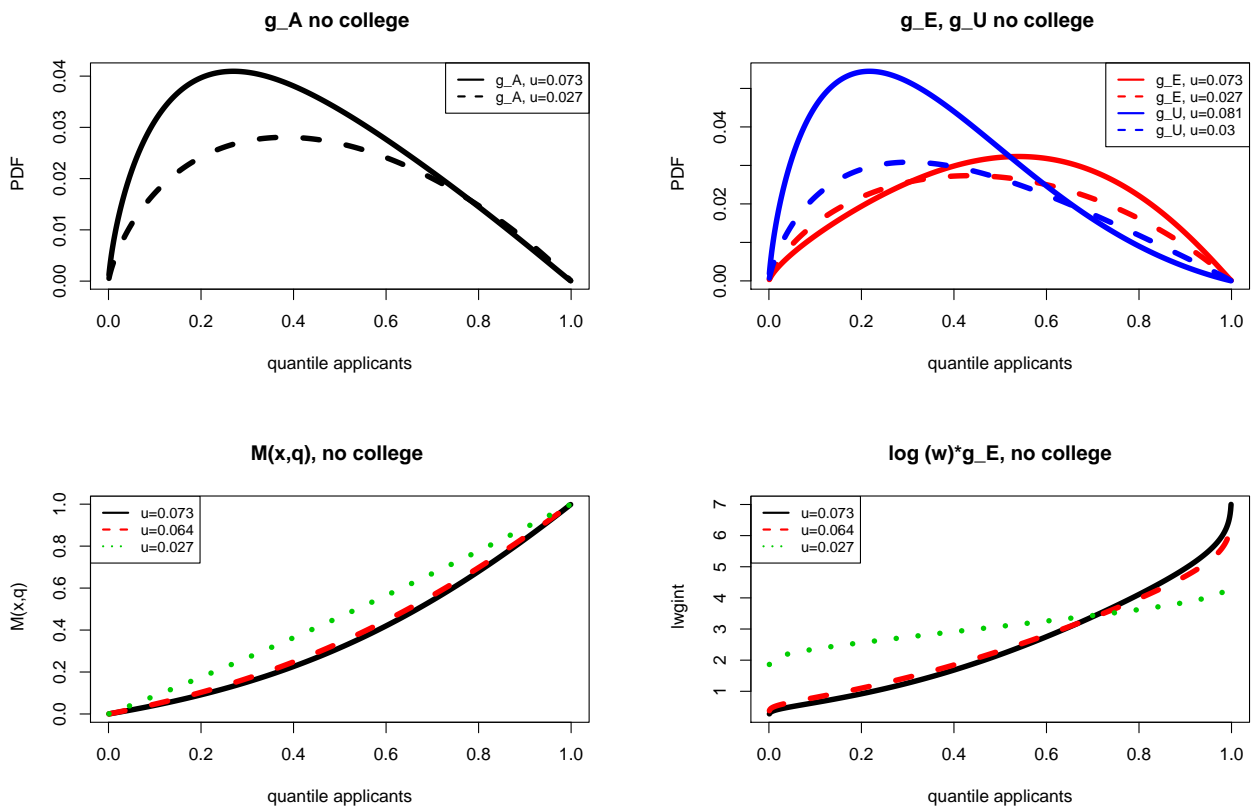 g_A no college
g_A, u=0.073
g_A, u=0.027
PDF
0.00 0.01 0.02 0.03 0.04
0.0 0.2 0.4 0.6 0.8 1.0
quantile applicants
g_E, g_U no college
g_E, u=0.073
g_E, u=0.027
g_U, u=0.081
g_U, u=0.03
PDF
0.00 0.02 0.04
0.0 0.2 0.4 0.6 0.8 1.0
quantile applicants
M(x,q), no college
u=0.073
u=0.064
u=0.027
M(x,q)
0.0 0.2 0.4 0.6 0.8 1.0
0.0 0.2 0.4 0.6 0.8 1.0
quantile applicants
log (w)*g_E, no college
u=0.073
u=0.064
u=0.027
lwgint
1 2 3 4 5 6 7
0.0 0.2 0.4 0.6 0.8 1.0
quantile applicants